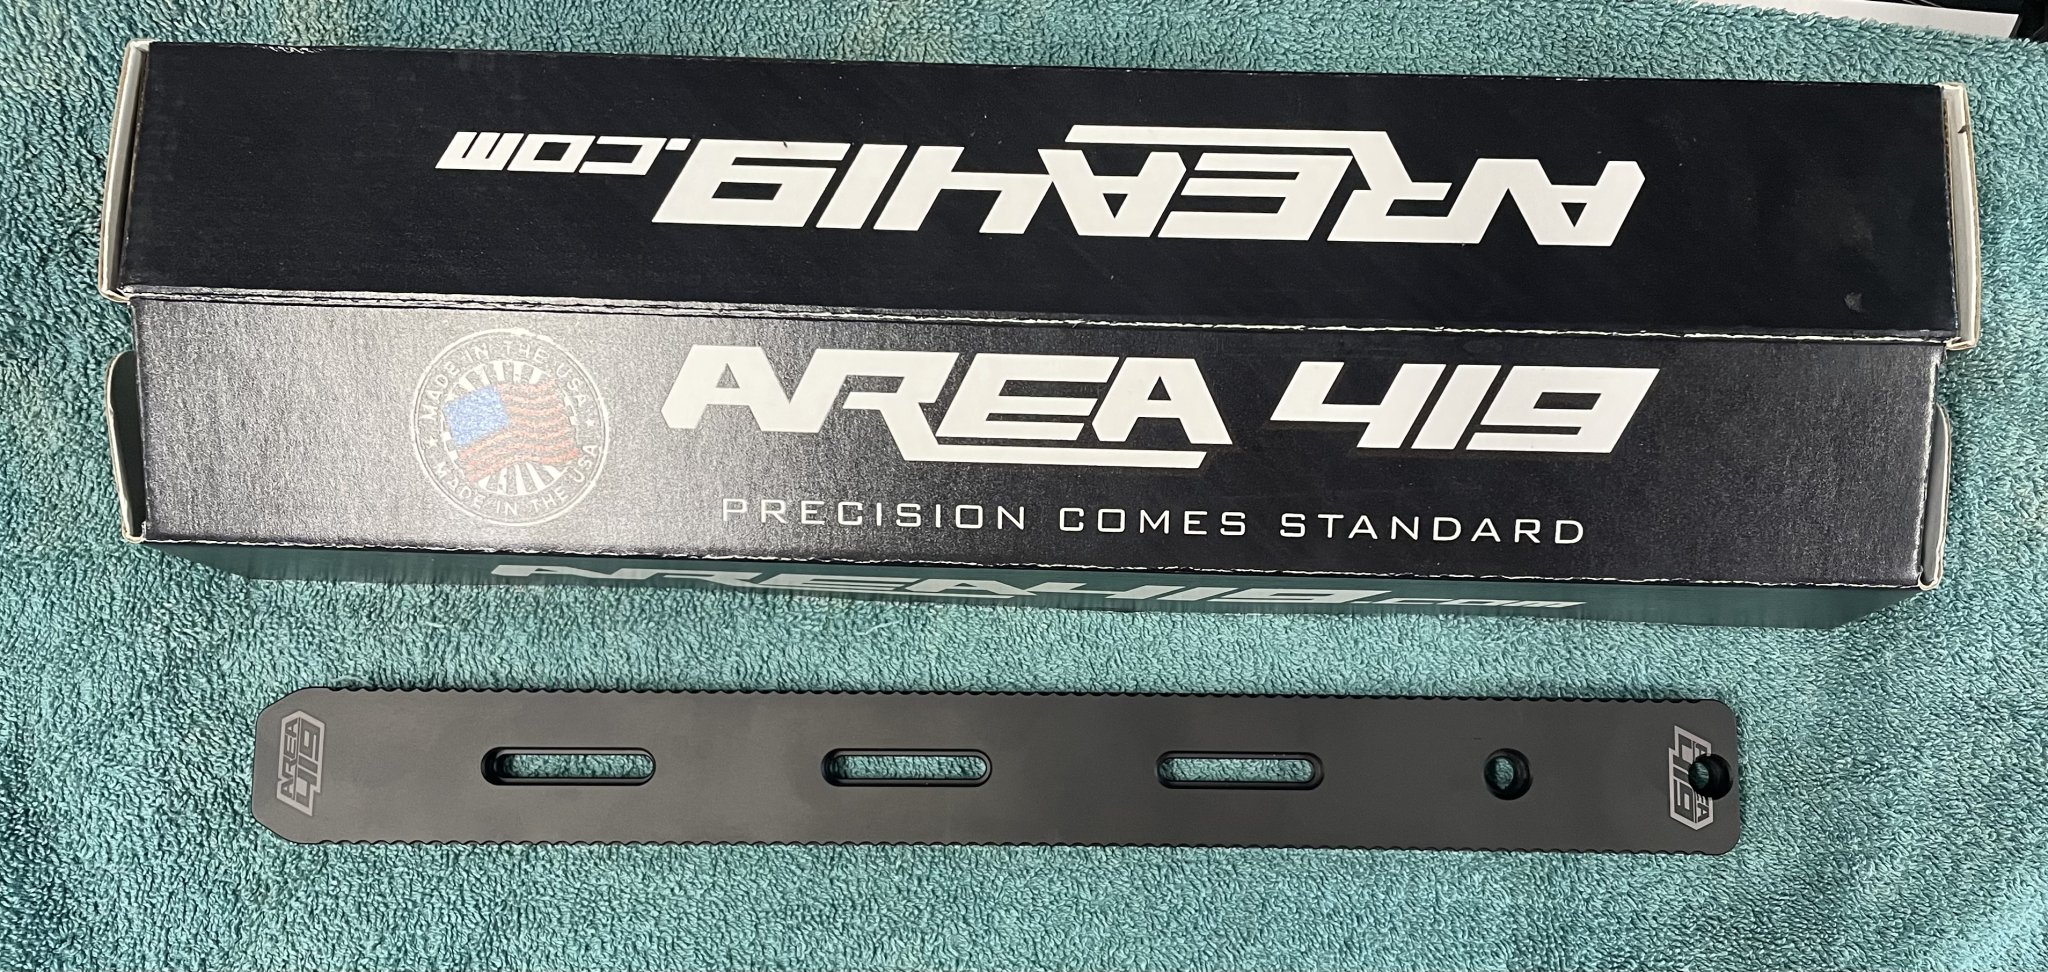 AREA419.com
MADE IN THE USA
MADE IN THE USA
AREA 419
PRECISION COMES STANDARD
AREA419.com
AREA
419
AREA
419